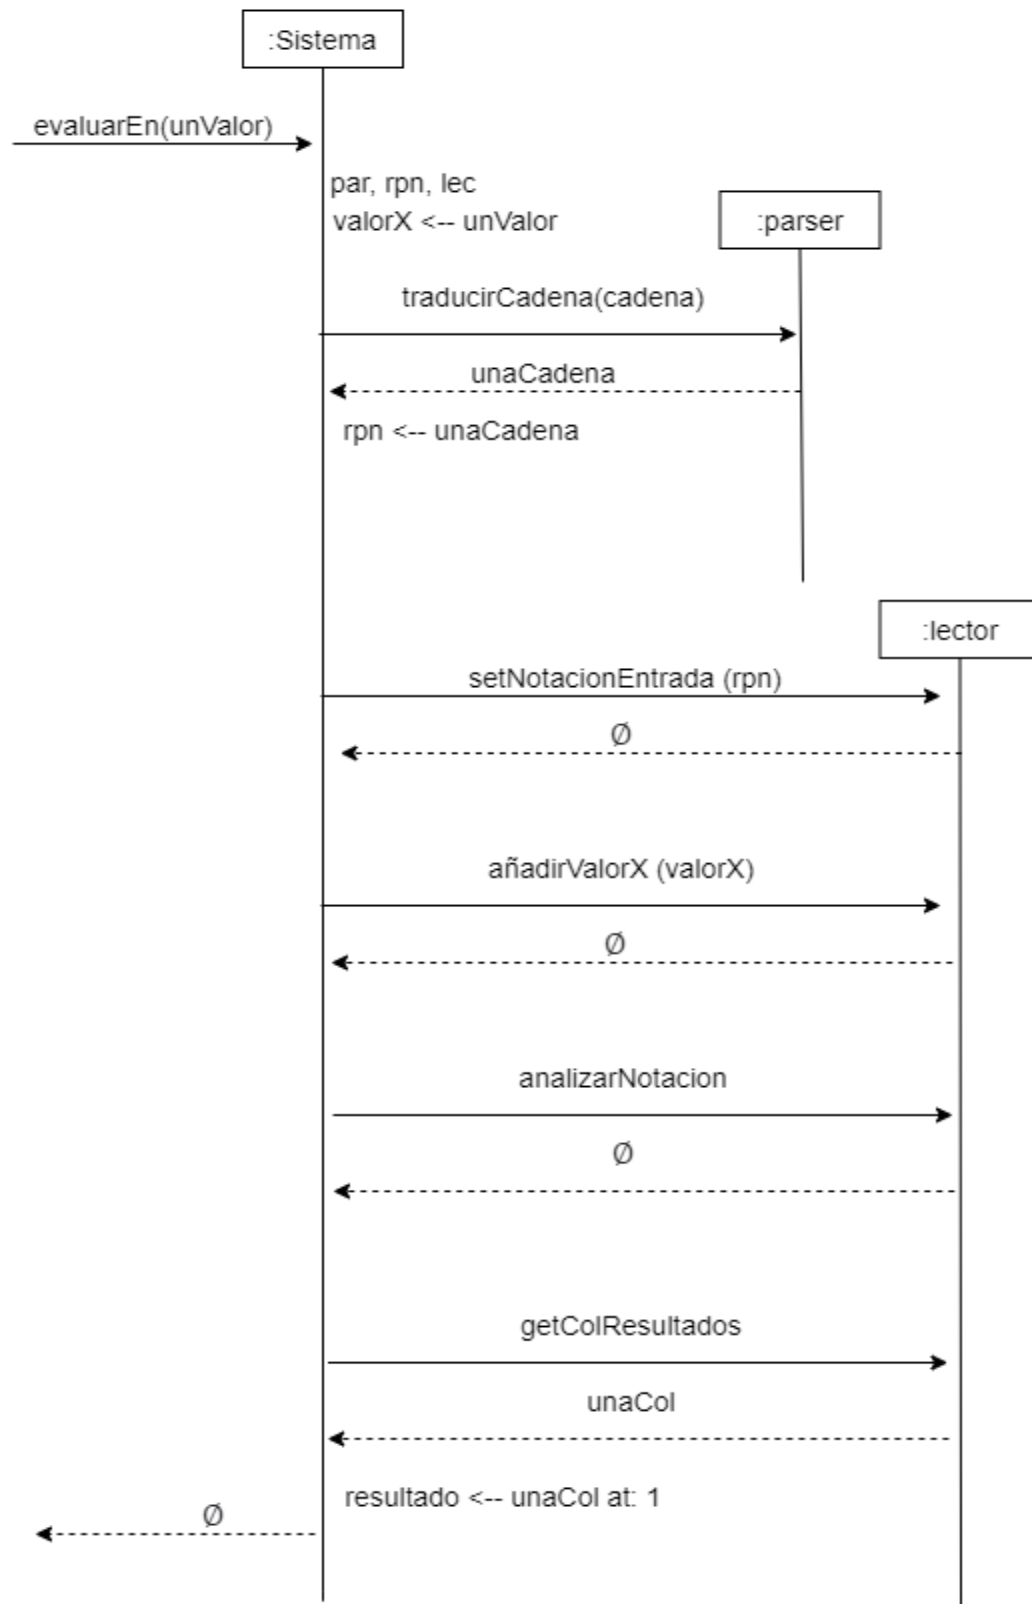 :Sistema
evaluarEn(unValor)
par, rpn, lec
valorX <-- unValor
:parser
traducirCadena(cadena)
unaCadena
rpn <-- unaCadena
:lector
setNotacionEntrada (rpn)
Ø
añadirValorX (valorX)
Ø
analizarNotacion
Ø
getColResultados
unaCol
resultado <-- unaCol at: 1
Ø